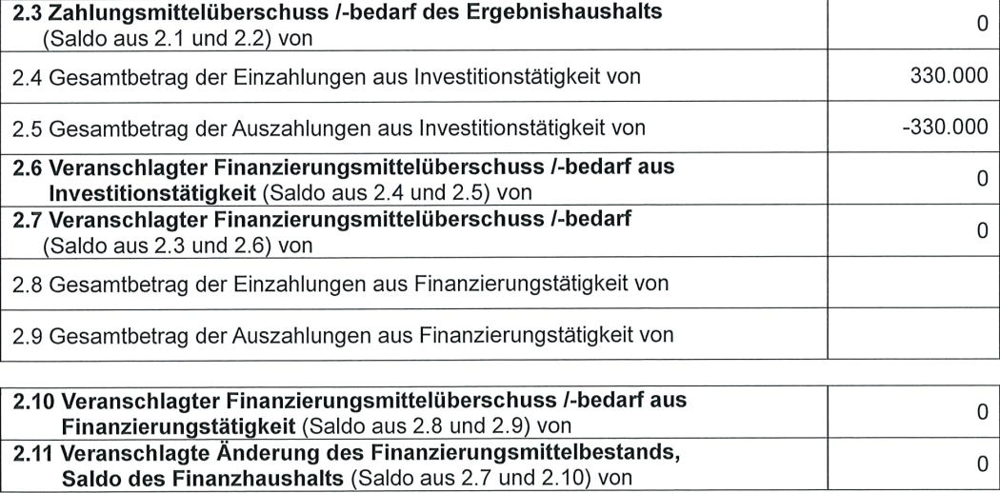 2.3 Zahlungsmittelüberschuss /-bedarf des Ergebnishaushalts
(Saldo aus 2.1 und 2.2) von
0
2.4 Gesamtbetrag der Einzahlungen aus Investitionstätigkeit von
330.000
2.5 Gesamtbetrag der Auszahlungen aus Investitionstätigkeit von
-330.000
2.6 Veranschlagter Finanzierungsmittelüberschuss /-bedarf aus
Investitionstätigkeit (Saldo aus 2.4 und 2.5) von
0
2.7 Veranschlagter Finanzierungsmittelüberschuss /-bedarf
(Saldo aus 2.3 und 2.6) von
0
2.8 Gesamtbetrag der Einzahlungen aus Finanzierungstätigkeit von
2.9 Gesamtbetrag der Auszahlungen aus Finanzierungstätigkeit von
2.10 Veranschlagter Finanzierungsmittelüberschuss /-bedarf aus
Finanzierungstätigkeit (Saldo aus 2.8 und 2.9) von
0
2.11 Veranschlagte Änderung des Finanzierungsmittelbestands,
Saldo des Finanzhaushalts (Saldo aus 2.7 und 2.10) von
0